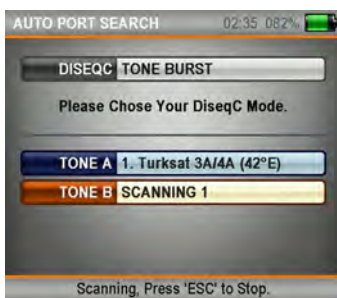 AUTO PORT SEARCH 02:35 082%
DISEQC TONE BURST
Please Chose Your DiseqC Mode.
TONE A 1. Turksat 3A/4A (42°E)
TONE B SCANNING 1
Scanning, Press 'ESC' to Stop.